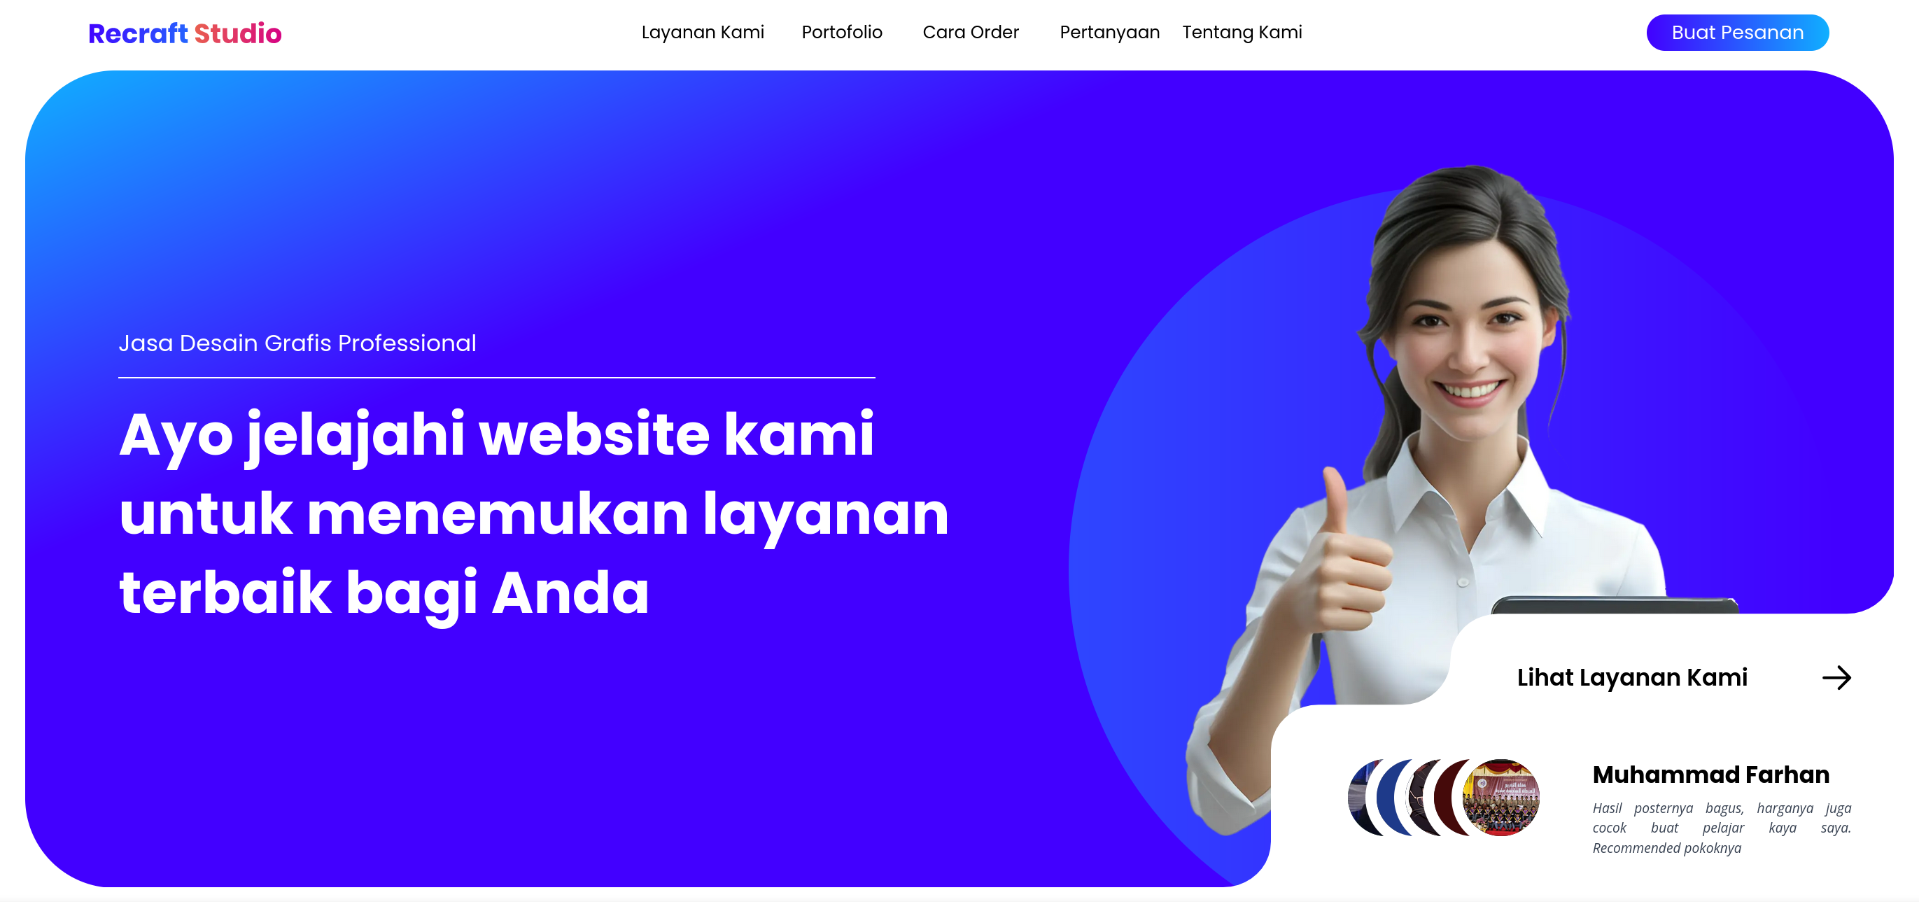 Recraft Studio
Layanan Kami
Portofolio
Cara Order
Pertanyaan
Tentang Kami
Buat Pesanan
Jasa Desain Grafis Professional
Ayo jelajahi website kami
untuk menemukan layanan
terbaik bagi Anda
Lihat Layanan Kami
Muhammad Farhan
Hasil posternya bagus, harganya juga
cocok buat pelajar kaya saya.
Recommended pokoknya